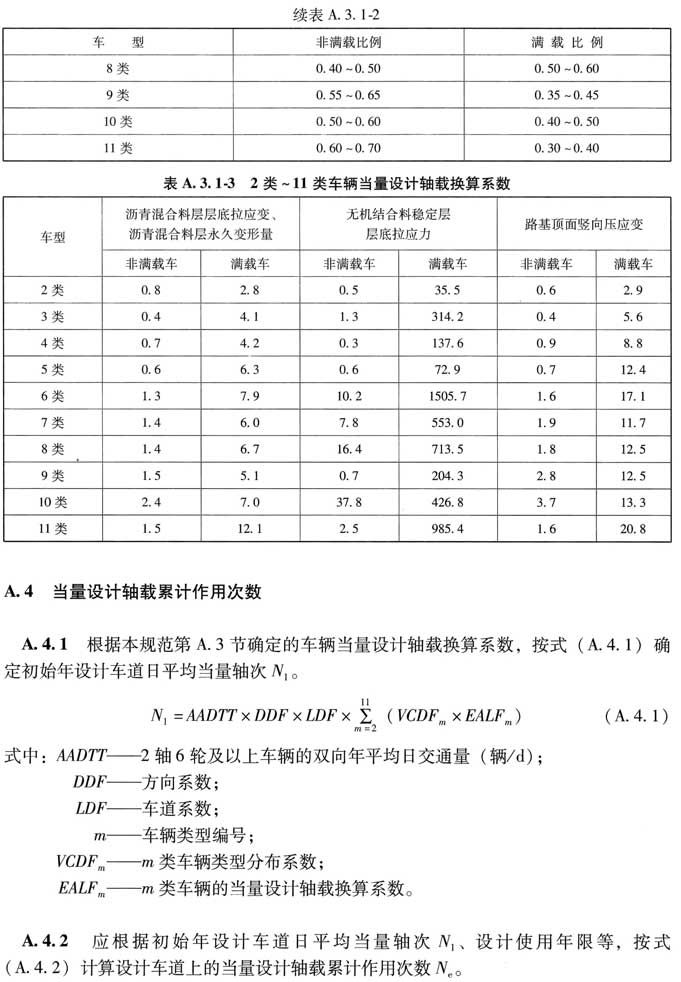 续表 A.3.1-2
车 型 非满载比例 满载比例
8 类 0.40~0.50 0.50~0.60
9 类 0.55~0.65 0.35~0.45
10 类 0.50~0.60 0.40~0.50
11 类 0.60~0.70 0.30~0.40
表 A.3.1-3 2 类~11 类车辆当量设计轴载换算系数
车型 沥青混合料层层底拉应变、沥青混合料层永久变形量 无机结合料稳定层层底拉应力 路基顶面竖向压应变
非满载车 满载车 非满载车 满载车 非满载车 满载车
2 类 0.8 2.8 0.5 35.5 0.6 2.9
3 类 0.4 4.1 1.3 314.2 0.4 5.6
4 类 0.7 4.2 0.3 137.6 0.9 8.8
5 类 0.6 6.3 0.6 72.9 0.7 12.4
6 类 1.3 7.9 10.2 1505.7 1.6 17.1
7 类 1.4 6.0 7.8 553.0 1.9 11.7
8 类 1.4 6.7 16.4 713.5 1.8 12.5
9 类 1.5 5.1 0.7 204.3 2.8 12.5
10 类 2.4 7.0 37.8 426.8 3.7 13.3
11 类 1.5 12.1 2.5 985.4 1.6 20.8
A.4 当量设计轴载累计作用次数
A.4.1 根据本规范第 A.3 节确定的车辆当量设计轴载换算系数，按式（A.4.1）确
定初始年设计车道日平均当量轴次 N₁。
N₁ = AADTT × DDF × LDF × ∑_{m=2}^{11} (VCDFₘ × EALFₘ) （A.4.1）
式中：AADTT——2 轴 6 轮及以上车辆的双向年平均日交通量（辆/d）；
DDF——方向系数；
LDF——车道系数；
m——车辆类型编号；
VCDFₘ——m 类车辆类型分布系数；
EALFₘ——m 类车辆的当量设计轴载换算系数。
A.4.2 应根据初始年设计车道日平均当量轴次 N₁、设计使用年限等，按式
（A.4.2）计算设计车道上的当量设计轴载累计作用次数 Nₑ。